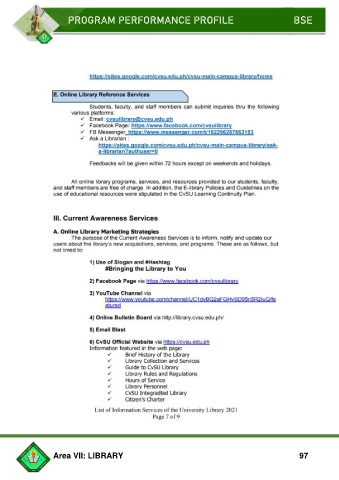 PROGRAM PERFORMANCE PROFILE BSE
https://sites.google.com/cvsu.edu.ph/cvsu-main-campus-library/home
E. Online Library Reference Services
Students, faculty, and staff members can submit inquiries thru the following
various platforms:
✓ Email: cvsulibrary@cvsu.edu.ph
✓ Facebook Page: https://www.facebook.com/cvsulibrary
✓ FB Messenger: https://www.messenger.com/t/162296287863153
✓ Ask a Librarian :
https://sites.google.com/cvsu.edu.ph/cvsu-main-campus-library/ask-
a-librarian?authuser=0
Feedbacks will be given within 72 hours except on weekends and holidays.
All online library programs, services, and resources provided to our students, faculty,
and staff members are free of charge. In addition, the E-library Policies and Guidelines on the
use of educational resources were stipulated in the CvSU Learning Continuity Plan.
III. Current Awareness Services
A. Online Library Marketing Strategies
The purpose of the Current Awareness Services is to inform, notify and update our
users about the library's new acquisitions, services, and programs. These are as follows, but
not limed to:
1) Use of Slogan and #Hashtag
#Bringing the Library to You
2) Facebook Page via https://www.facebook.com/cvsulibrary
3) YouTube Channel via
atured
4) Online Bulletin Board via http://library.cvsu.edu.ph/
5) Email Blast
6) CvSU Official Website via https://cvsu.edu.ph
Information featured in the web page:
✓ Brief History of the Library
✓ Library Collection and Services
✓ Guide to CvSU Library
✓ Library Rules and Regulations
✓ Hours of Service
✓ Library Personnel
✓ CvSU Integradted Library
✓ Citizen's Charter
List of Information Services of the University Library 2021
Page 7 of 9
Area VII: LIBRARY 97